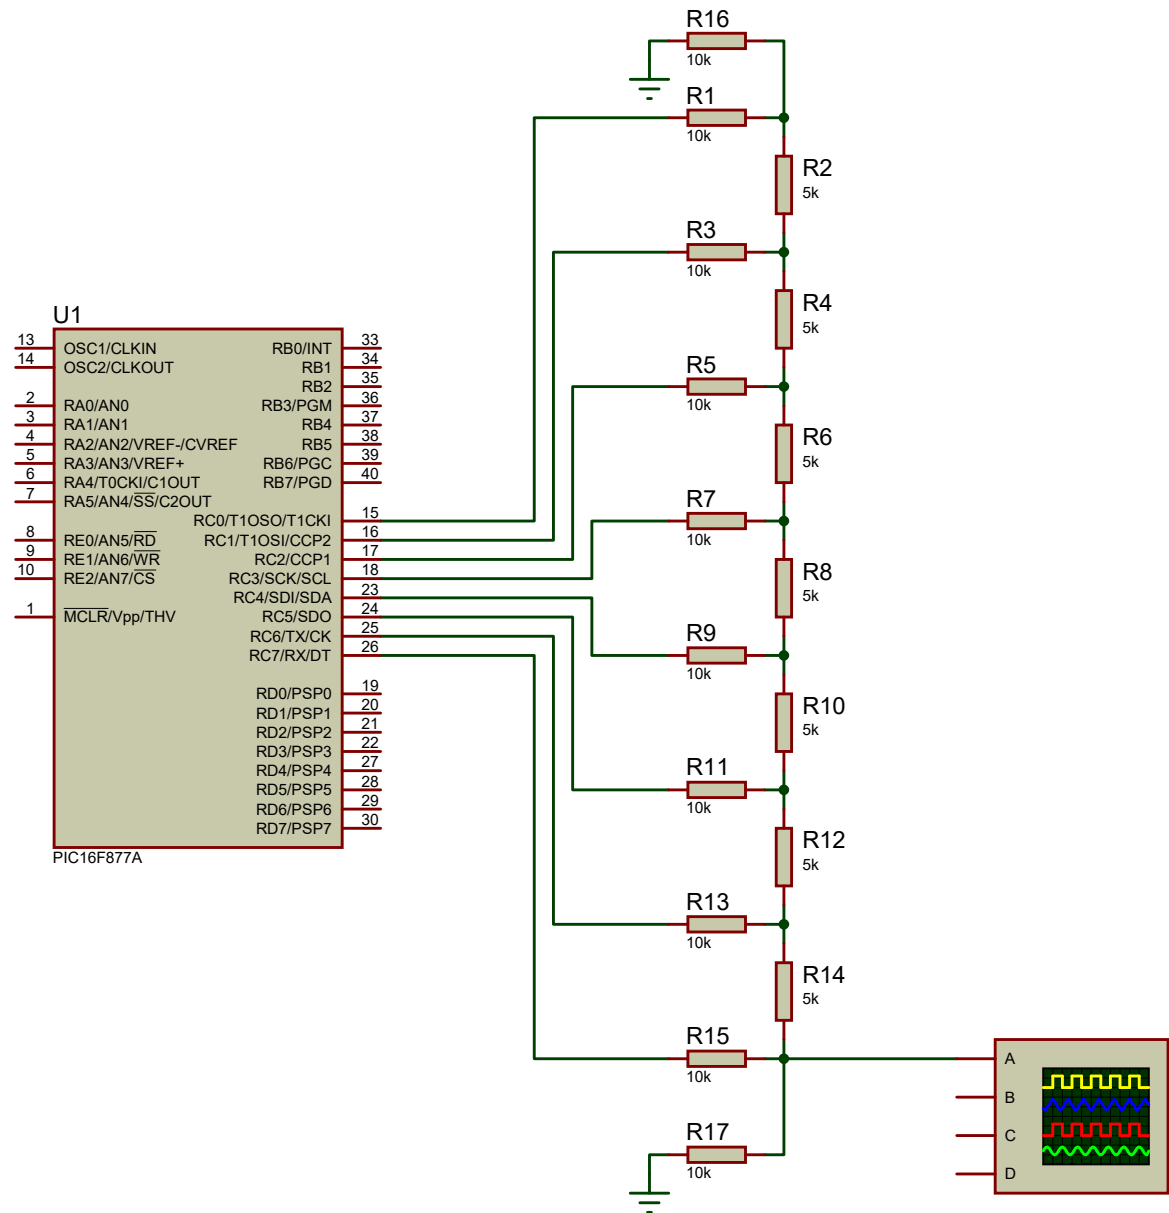 R16
10k
R1
10k
R2
5k
R3
10k
R4
5k
R5
10k
R6
5k
R7
10k
R8
5k
R9
10k
R10
5k
R11
10k
R12
5k
R13
10k
R14
5k
R15
10k
R17
10k
U1
13 OSC1/CLKIN
14 OSC2/CLKOUT
2 RA0/AN0
3 RA1/AN1
4 RA2/AN2/VREF-/CVREF
5 RA3/AN3/VREF+
6 RA4/T0CKI/C1OUT
7 RA5/AN4/SS/C2OUT
8 RE0/AN5/RD
9 RE1/AN6/WR
10 RE2/AN7/CS
1 MCLR/Vpp/THV
RB0/INT 33
RB1 34
RB2 35
RB3/PGM 36
RB4 37
RB5 38
RB6/PGC 39
RB7/PGD 40
RC0/T1OSO/T1CKI 15
RC1/T1OSI/CCP2 16
RC2/CCP1 17
RC3/SCK/SCL 18
RC4/SDI/SDA 23
RC5/SDO 24
RC6/TX/CK 25
RC7/RX/DT 26
RD0/PSP0 19
RD1/PSP1 20
RD2/PSP2 21
RD3/PSP3 22
RD4/PSP4 27
RD5/PSP5 28
RD6/PSP6 29
RD7/PSP7 30
PIC16F877A
A
B
C
D